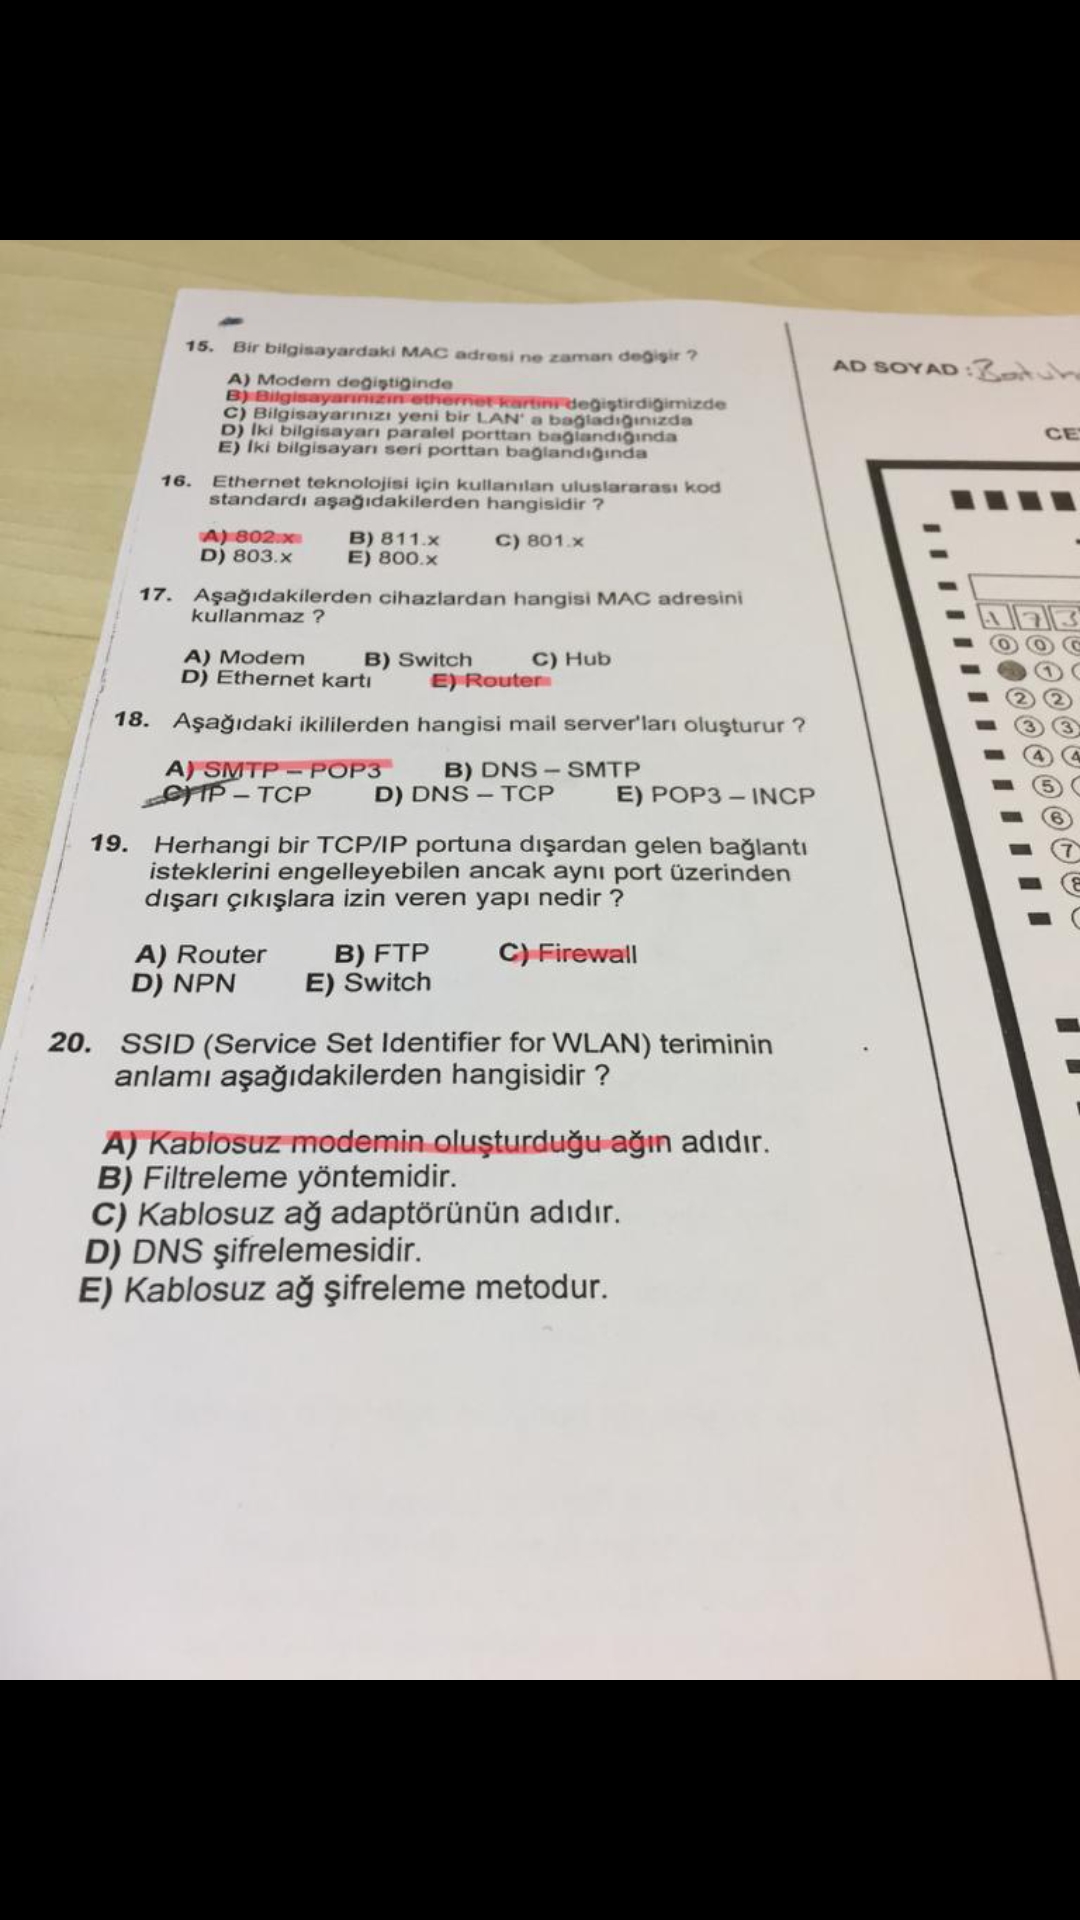 15. Bir bilgisayardaki MAC adresi ne zaman değişir ?
A) Modem değiştiğinde
B) Bilgisayarınızın ethernet kartını değiştirdiğimizde
C) Bilgisayarınızı yeni bir LAN' a bağladığınızda
D) İki bilgisayarı paralel porttan bağlandığında
E) İki bilgisayarı seri porttan bağlandığında
16. Ethernet teknolojisi için kullanılan uluslararası kod
standardı aşağıdakilerden hangisidir ?
A) 802.x B) 811.x C) 801.x
D) 803.x E) 800.x
17. Aşağıdakilerden cihazlardan hangisi MAC adresini
kullanmaz ?
A) Modem B) Switch C) Hub
D) Ethernet kartı E) Router
18. Aşağıdaki ikililerden hangisi mail server'ları oluşturur ?
A) SMTP – POP3 B) DNS – SMTP
C) IP – TCP D) DNS – TCP E) POP3 – INCP
19. Herhangi bir TCP/IP portuna dışardan gelen bağlantı
isteklerini engelleyebilen ancak aynı port üzerinden
dışarı çıkışlara izin veren yapı nedir ?
A) Router B) FTP C) Firewall
D) NPN E) Switch
20. SSID (Service Set Identifier for WLAN) teriminin
anlamı aşağıdakilerden hangisidir ?
A) Kablosuz modemin oluşturduğu ağın adıdır.
B) Filtreleme yöntemidir.
C) Kablosuz ağ adaptörünün adıdır.
D) DNS şifrelemesidir.
E) Kablosuz ağ şifreleme metodur.
AD SOYAD : Batuh
CE
1 7 3
0 0 0
1
2 2
3 3
4 4
5
6
7
8